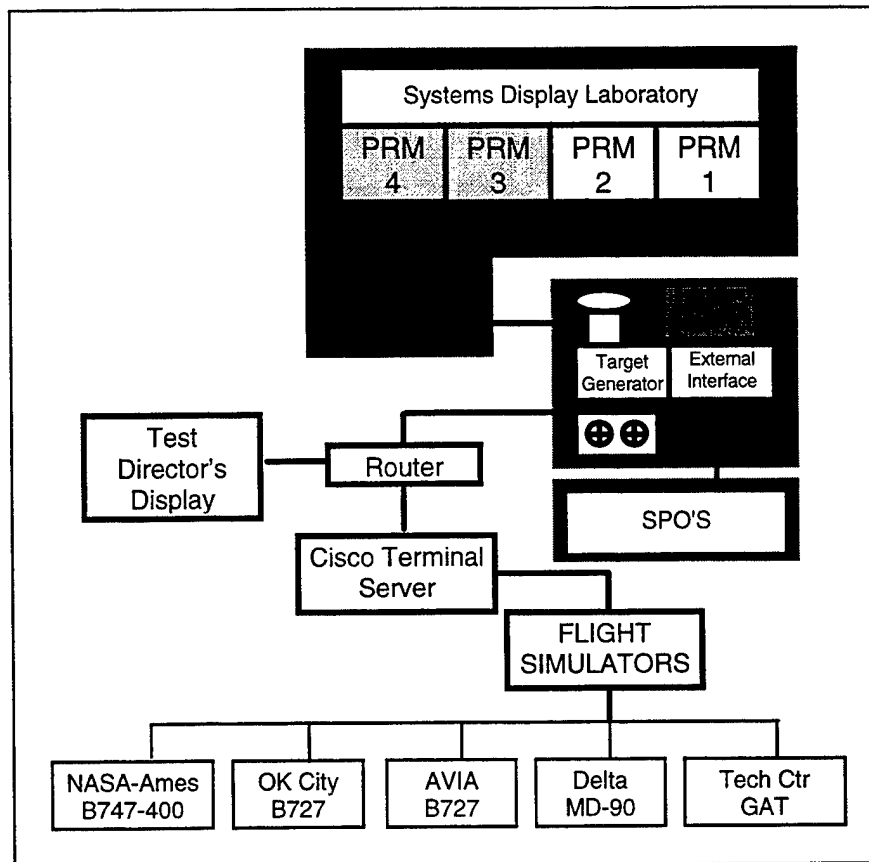 Systems Display Laboratory
PRM
4
PRM
3
PRM
2
PRM
1
Target
Generator
External
Interface
Test
Director's
Display
Router
SPO'S
Cisco Terminal
Server
FLIGHT
SIMULATORS
NASA-Ames
B747-400
OK City
B727
AVIA
B727
Delta
MD-90
Tech Ctr
GAT